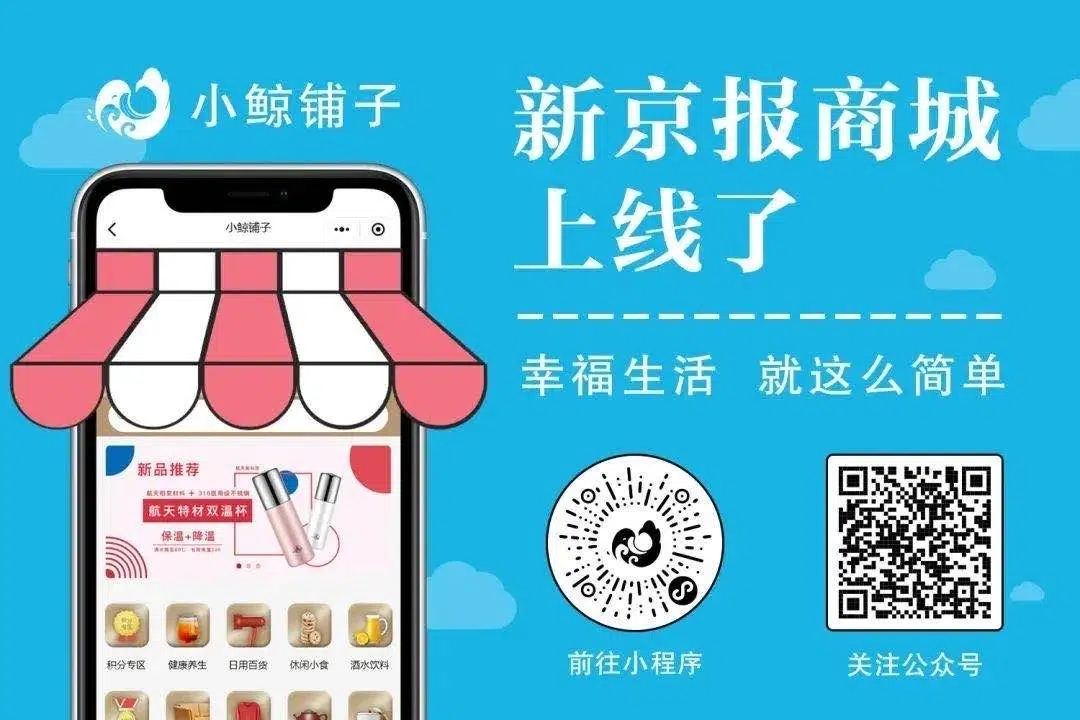 小鲸铺子
新京报商城
上线了
幸福生活 就这么简单
小鲸铺子
新品推荐
航天特材双温杯
保温+降温
积分专区 健康养生 日用百货 休闲小食 酒水饮料
前往小程序
关注公众号